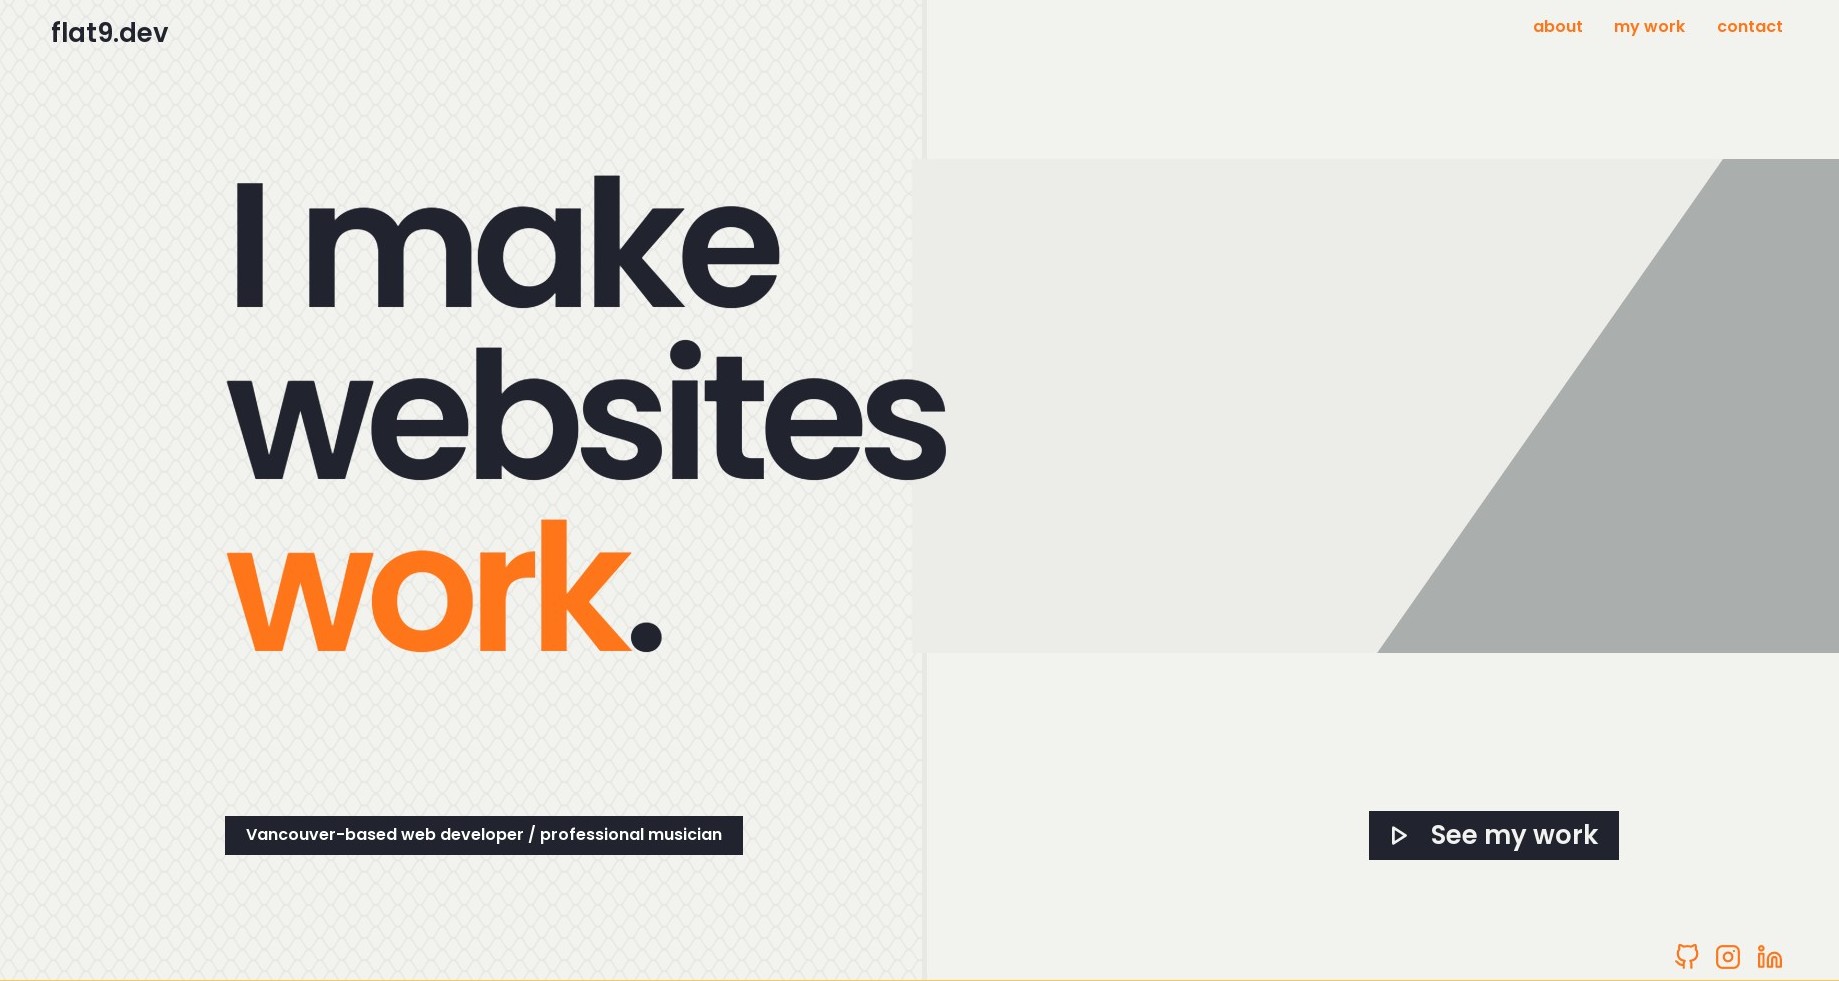 flat9.dev
about
my work
contact
I make
websites
work.
Vancouver-based web developer / professional musician
See my work